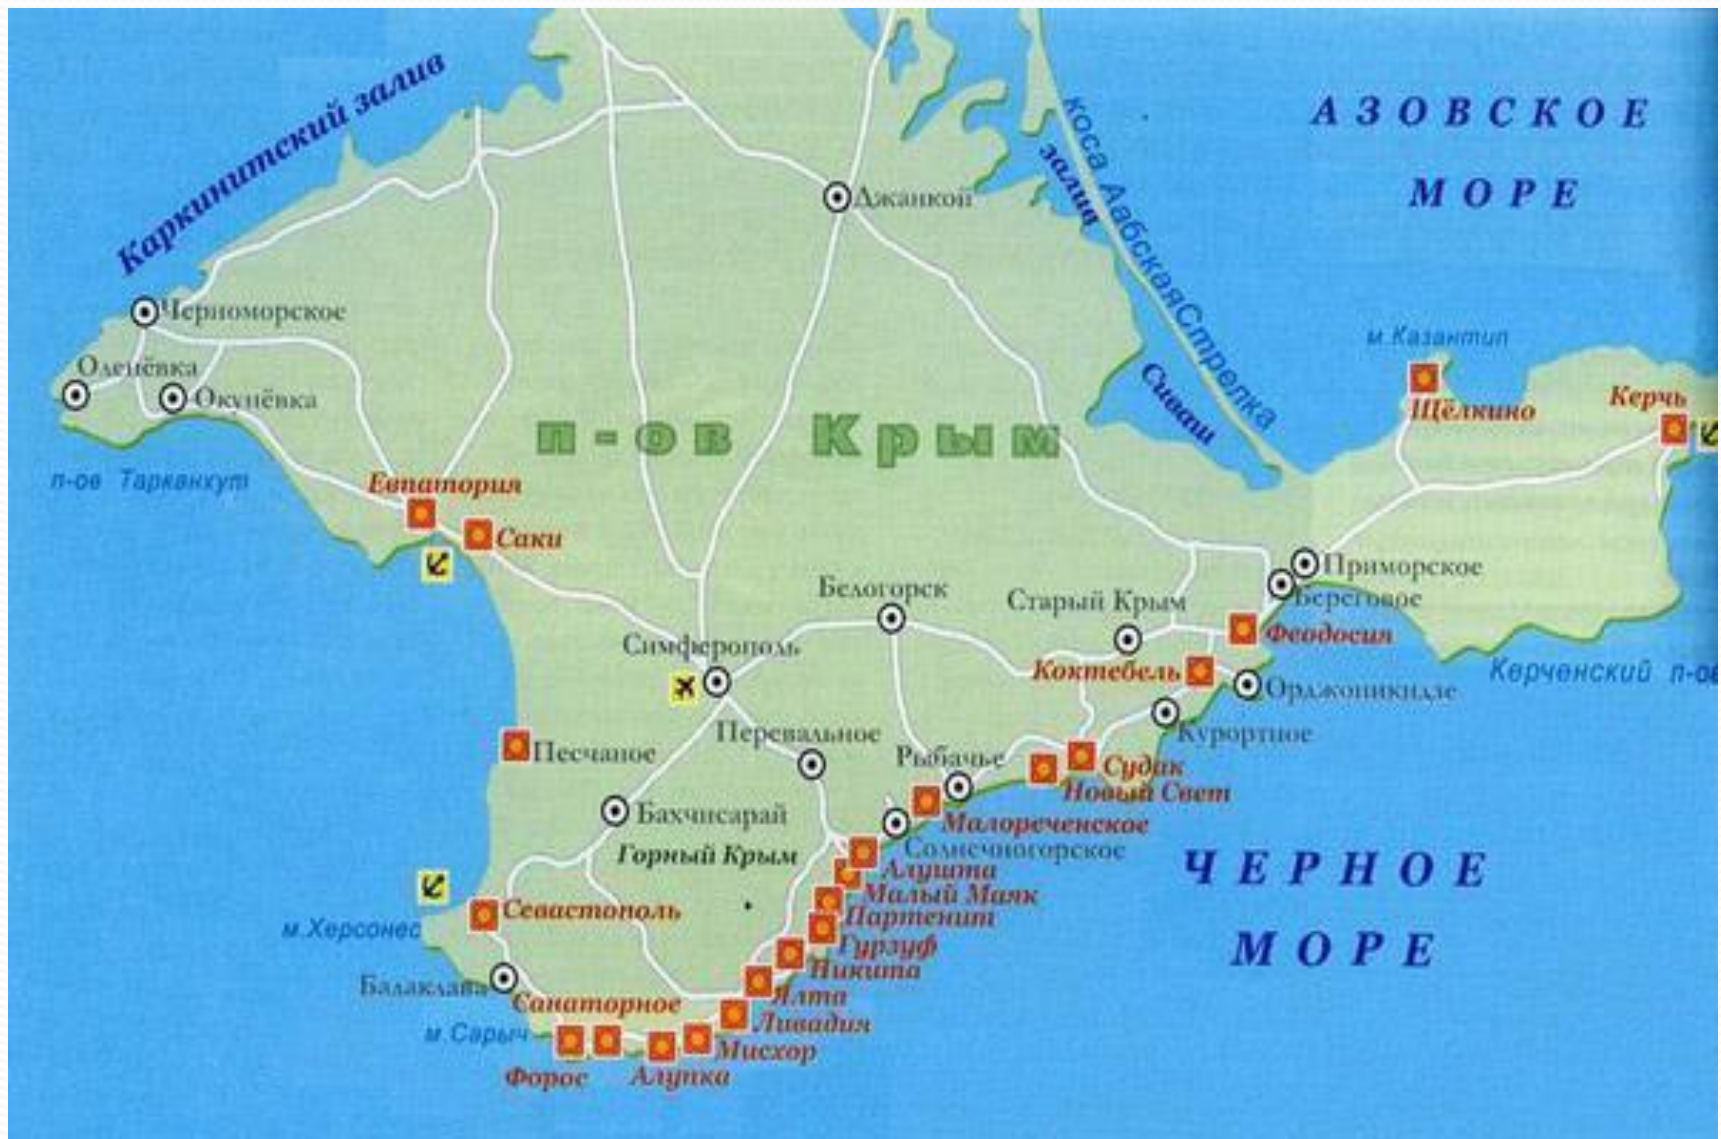 Каркинитский залив
АЗОВСКОЕ
МОРЕ
коса Аабская Стрелка
залив
Джанкой
Черноморское
м.Казантип
Оленёвка
Окунёвка
Сиваш
Щёлкино
Керчь
п-ов Крым
п-ов Тарканхут
Евпатория
Саки
Приморское
Береговое
Белогорск
Старый Крым
Феодосия
Симферополь
Коктебель
Орджоникидзе
Керченский п-ов
Перевальное
Курортное
Песчаное
Рыбачье
Судак
Новый Свет
Бахчисарай
Малореченское
Горный Крым
Солнечногорское
ЧЕРНОЕ
МОРЕ
Алушта
Малый Маяк
Севастополь
Партенит
м.Херсонес
Гурзуф
Никита
Балаклава
Санаторное
Ялта
Ливадия
м.Сарыч
Мисхор
Форос
Алупка